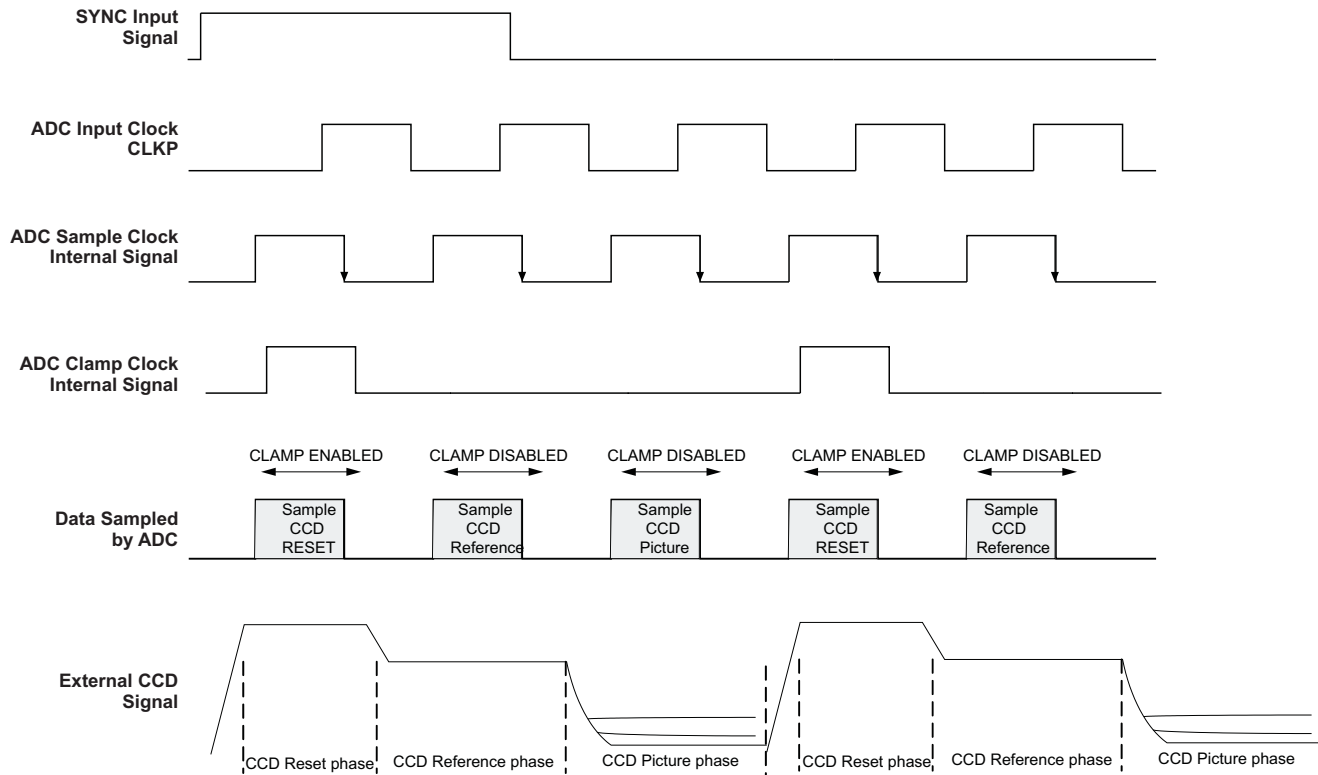 SYNC Input
Signal
ADC Input Clock
CLKP
ADC Sample Clock
Internal Signal
ADC Clamp Clock
Internal Signal
CLAMP ENABLED
CLAMP DISABLED
CLAMP DISABLED
CLAMP ENABLED
CLAMP DISABLED
Data Sampled
by ADC
Sample
CCD
RESET
Sample
CCD
Reference
Sample
CCD
Picture
Sample
CCD
RESET
Sample
CCD
Reference
External CCD
Signal
CCD Reset phase
CCD Reference phase
CCD Picture phase
CCD Reset phase
CCD Reference phase
CCD Picture phase